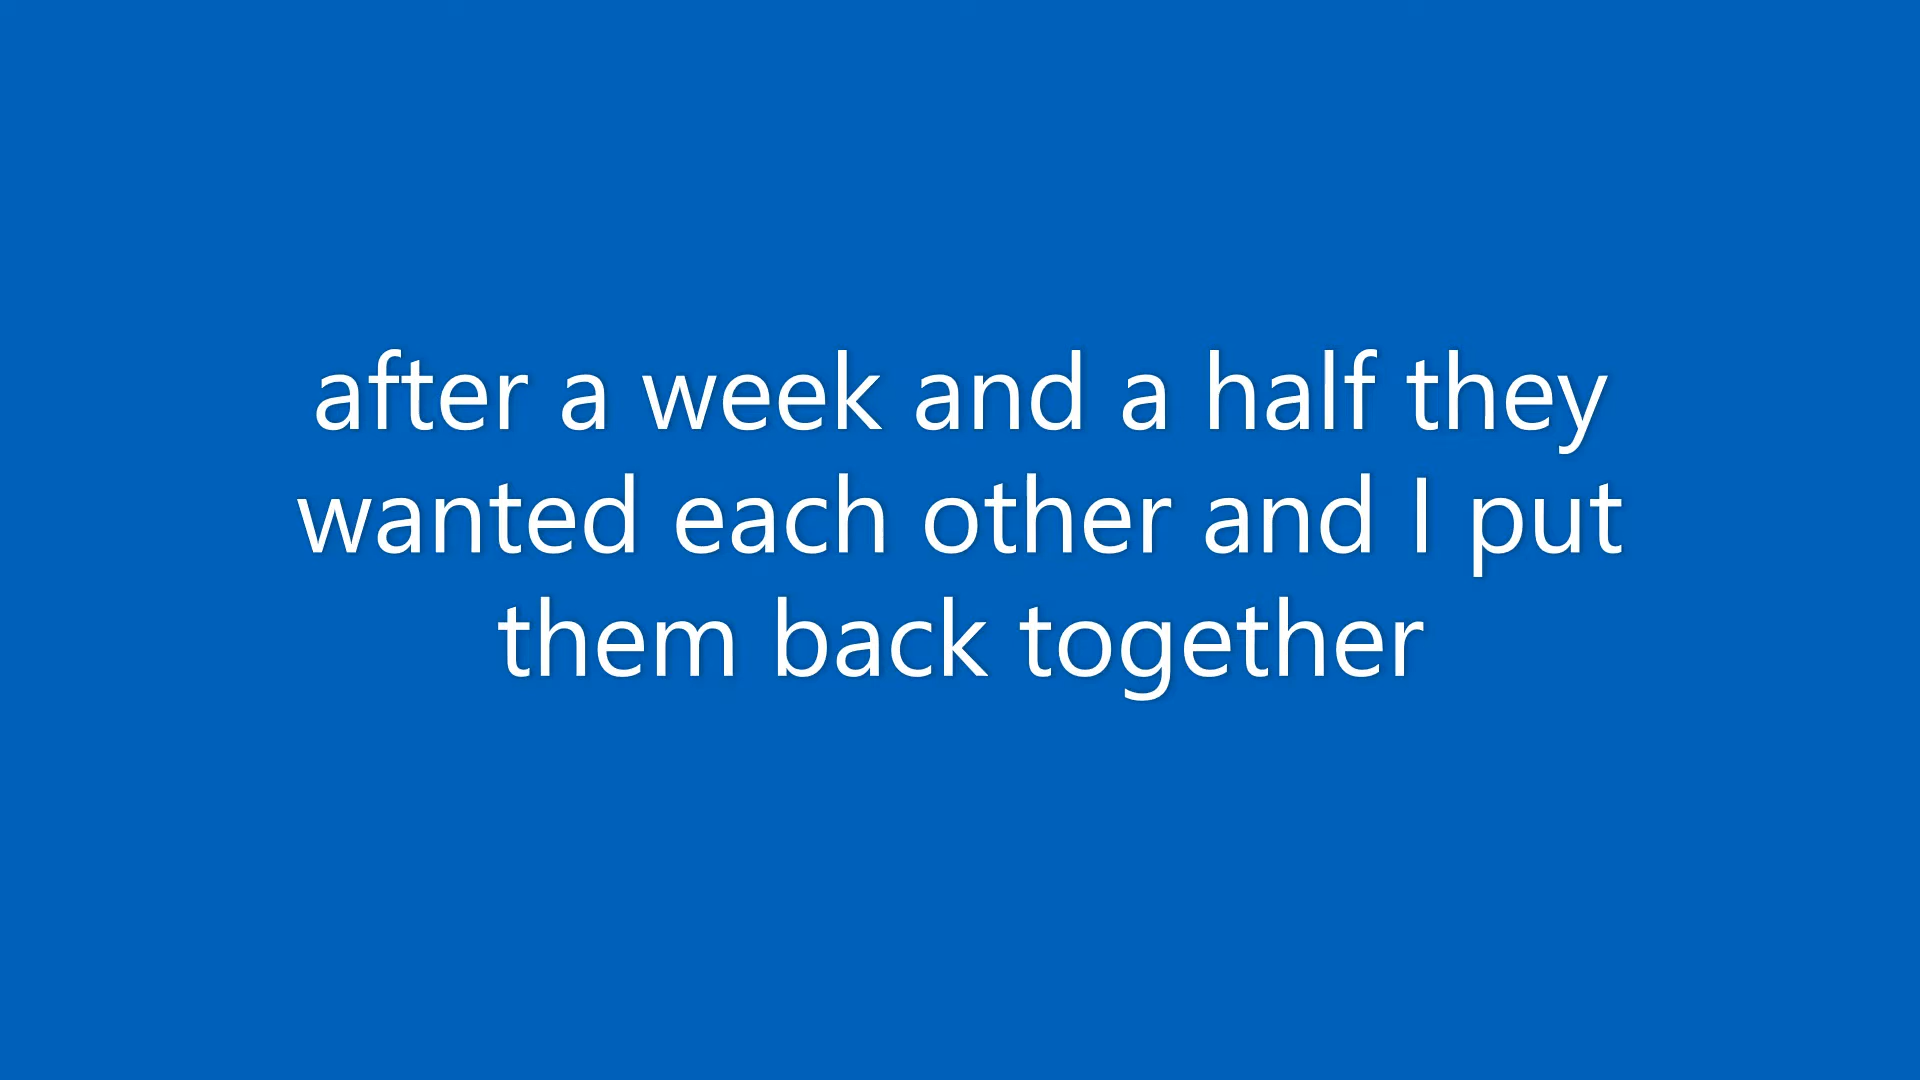 after a week and a half they
wanted each other and I put
them back together